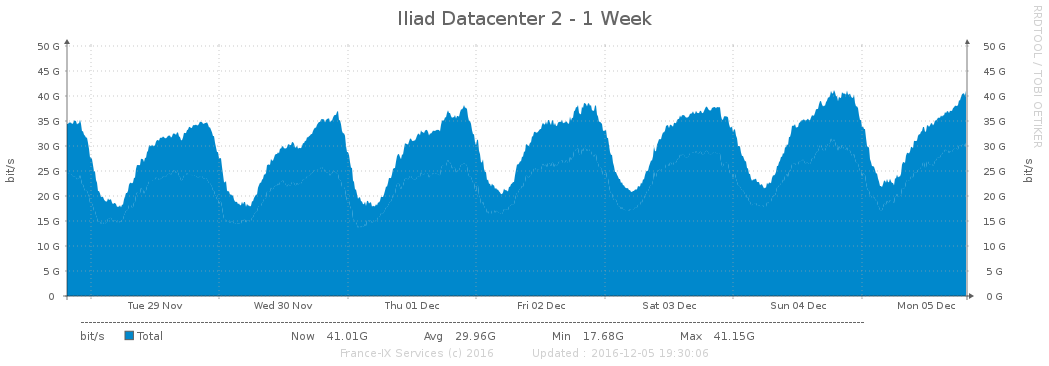 Iliad Datacenter 2 - 1 Week
RRDTOOL / TOBI OETIKER
50 G 50 G
45 G 45 G
40 G 40 G
35 G 35 G
30 G 30 G
25 G 25 G
20 G 20 G
15 G 15 G
10 G 10 G
5 G 5 G
0 0 G
bit/s bit/s
Tue 29 Nov Wed 30 Nov Thu 01 Dec Fri 02 Dec Sat 03 Dec Sun 04 Dec Mon 05 Dec
bit/s Total Now 41.01G Avg 29.96G Min 17.68G Max 41.15G
France-IX Services (c) 2016 Updated : 2016-12-05 19:30:06